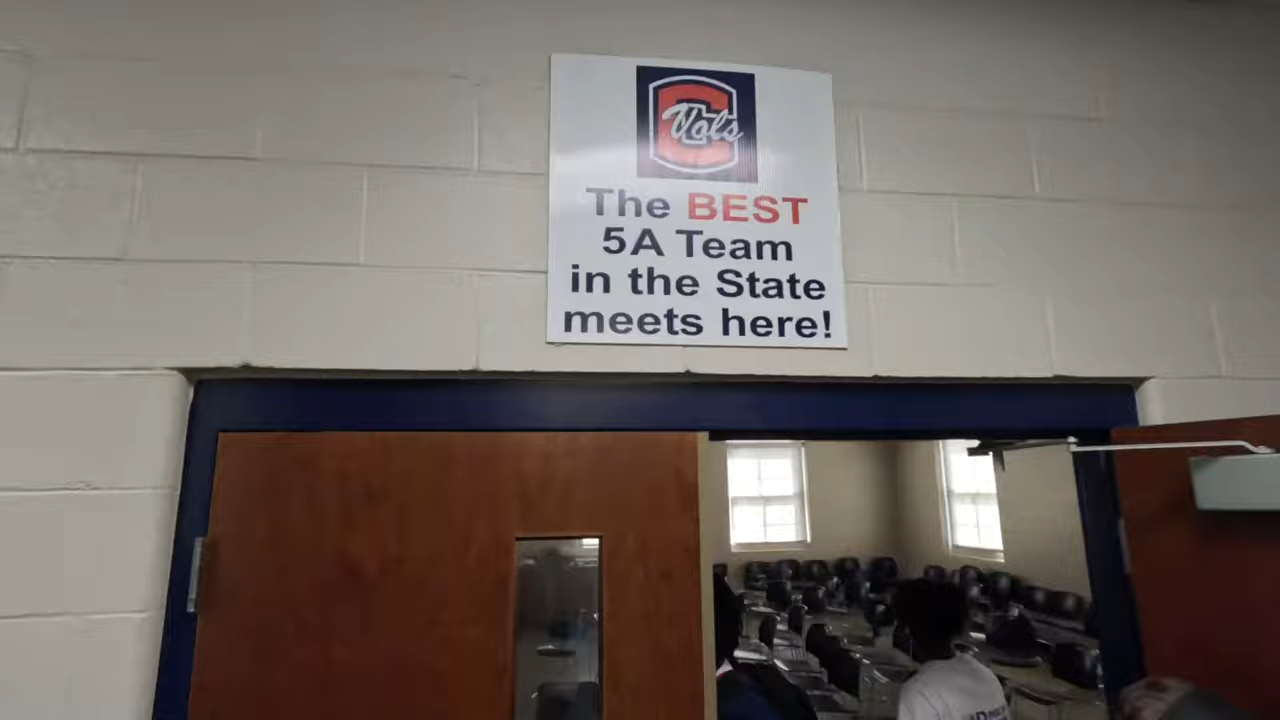 C
Vols
The BEST
5A Team
in the State
meets here!